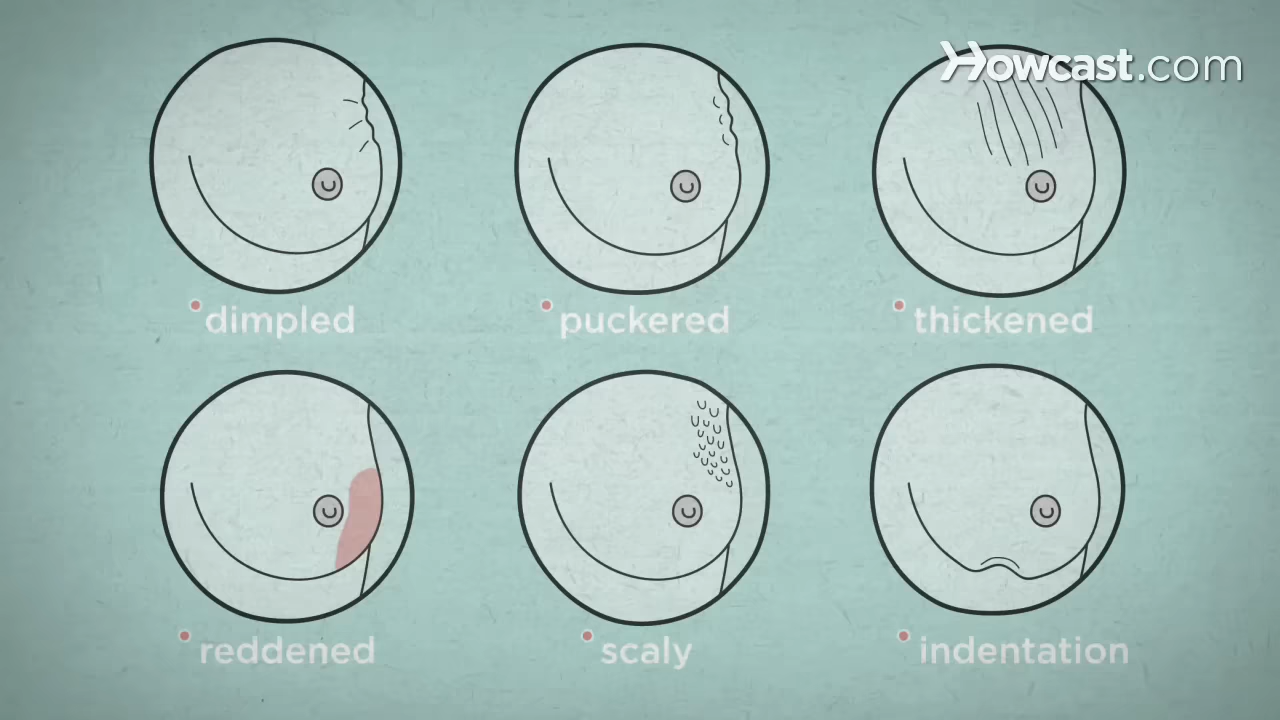 Howcast.com
dimpled
puckered
thickened
reddened
scaly
indentation